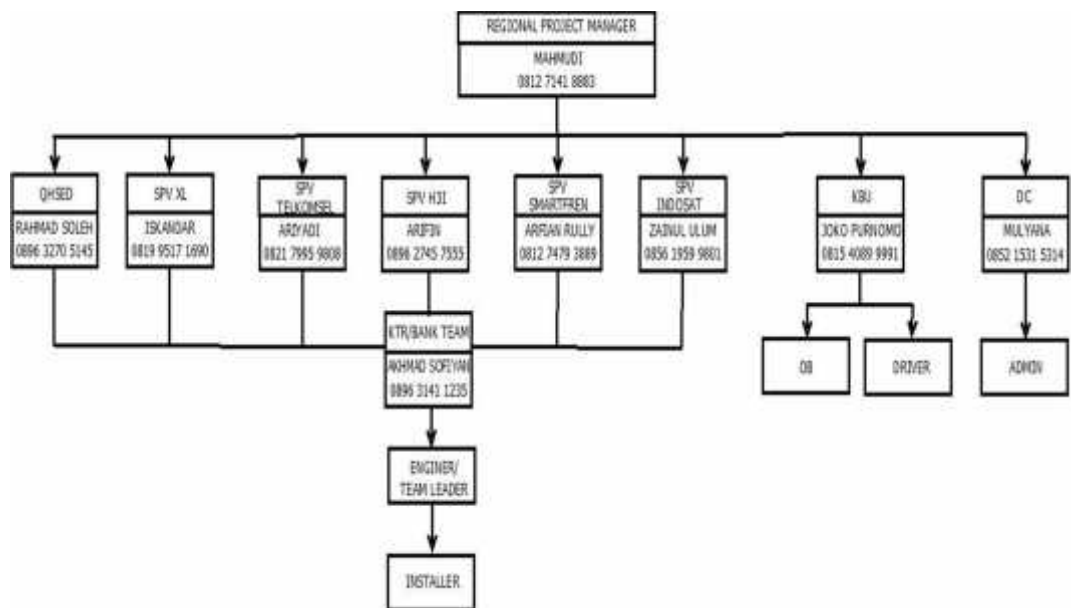 REGIONAL PROJECT MANAGER
MAHMUDI
0812 7141 8883
QHSED
RAHMAD SOLEH
0896 3270 5145
SPV XL
ISKANDAR
0819 9517 1690
SPV
TELKOMSEL
ARIYADI
0821 7995 9808
SPV H3I
ARIFIN
0896 2745 7555
SPV
SMARTFREN
ARFIAN RULLY
0812 7479 3889
SPV
INDOSAT
ZAINUL ULUM
0856 1959 9801
KBU
JOKO PURNOMO
0815 4089 9991
DC
MULYANA
0852 1531 5314
KTR/BANK TEAM
AKHMAD SOFIYAN
0896 3141 1235
OB
DRIVER
ADMIN
ENGINER/
TEAM LEADER
INSTALLER